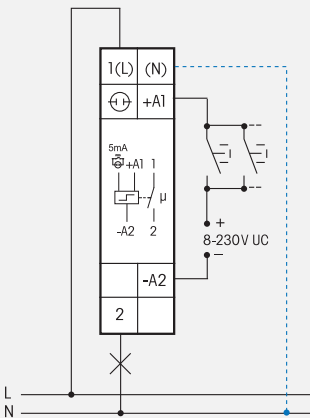 1(L) (N)
+A1
5mA
+A1 1
µ
-A2 2
+
8-230V UC
−
-A2
2
L
N